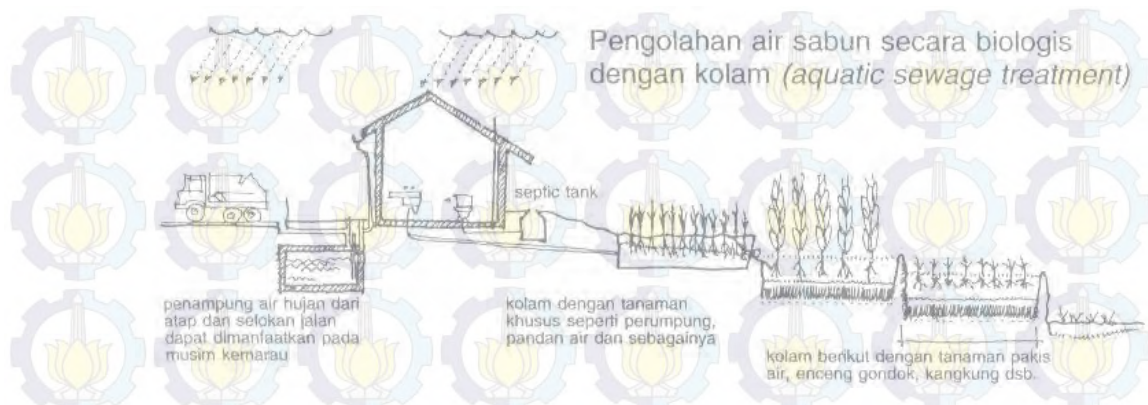 Pengolahan air sabun secara biologis
dengan kolam (aquatic sewage treatment)
septic tank
penampung air hujan dari
atap dan selokan jalan
dapat dimanfaatkan pada
musim kemarau
kolam dengan tanaman
khusus seperti perumpung,
pandan air dan sebagainya
kolam berikut dengan tanaman pakis
air, enceng gondok, kangkung dsb.